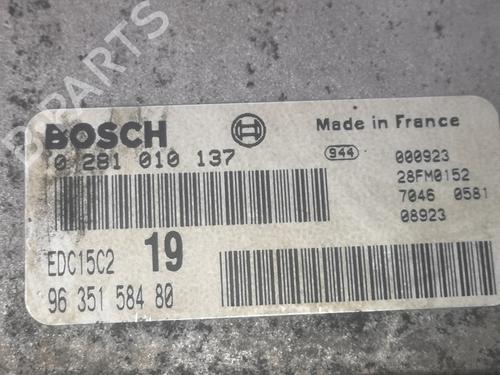 B-PARTS
BOSCH
Made in France
0 281 010 137
944
000923
28FM0152
7046 0581
08923
EDC15C2
19
96 351 584 80